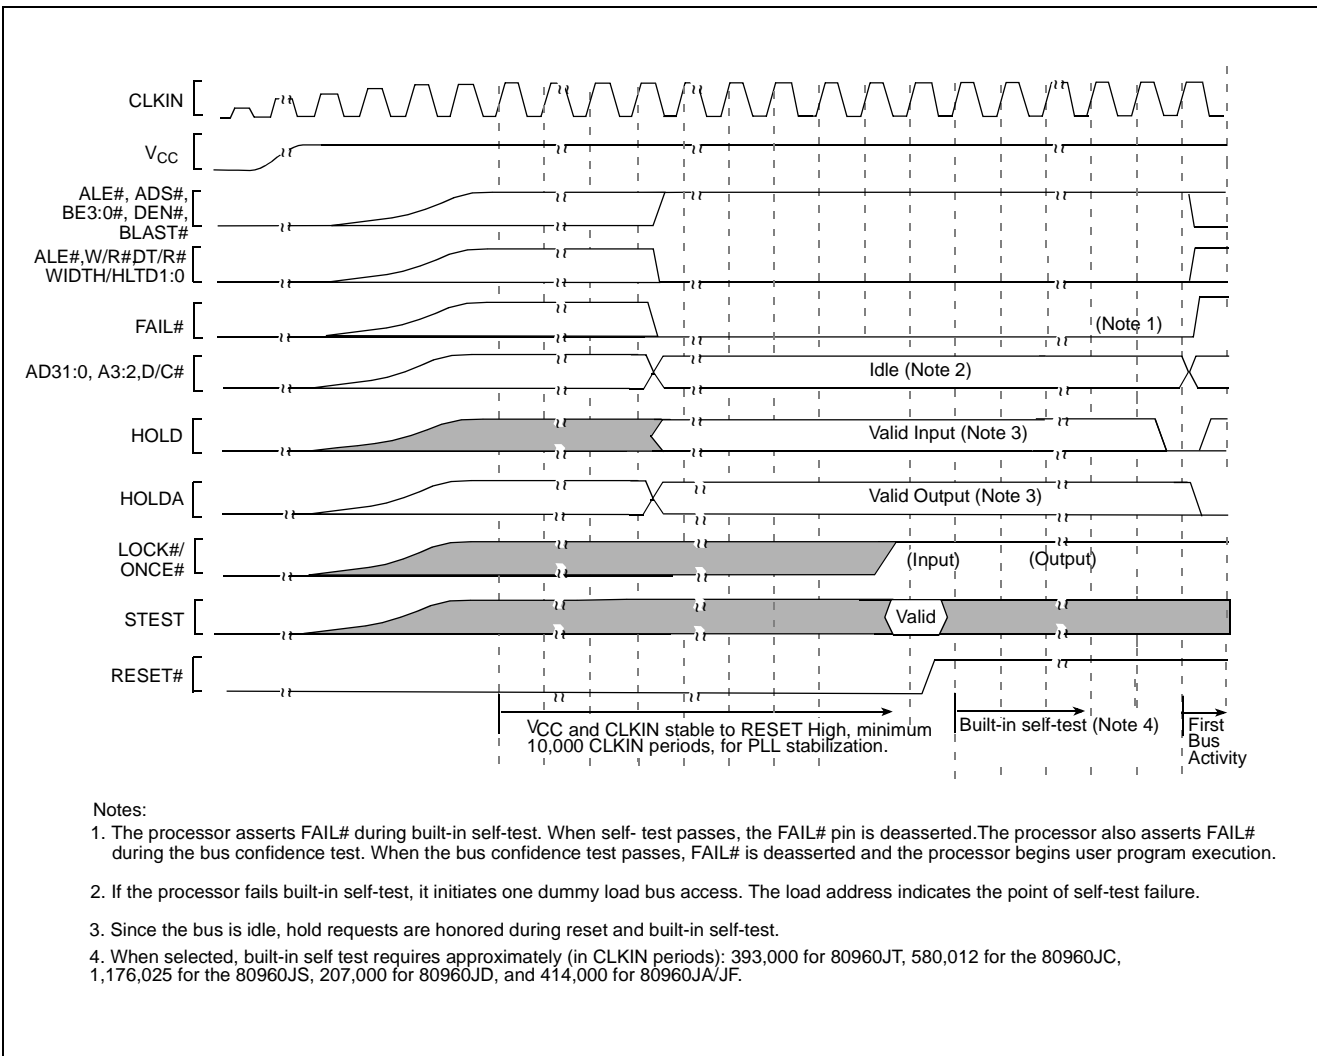 CLKIN
VCC
ALE#, ADS#,
BE3:0#, DEN#,
BLAST#
ALE#,W/R#DT/R#
WIDTH/HLTD1:0
FAIL#
(Note 1)
AD31:0, A3:2,D/C#
Idle (Note 2)
HOLD
Valid Input (Note 3)
HOLDA
Valid Output (Note 3)
LOCK#/
ONCE#
(Input)
(Output)
STEST
Valid
RESET#
VCC and CLKIN stable to RESET High, minimum
10,000 CLKIN periods, for PLL stabilization.
Built-in self-test (Note 4)
First
Bus
Activity
Notes:
1. The processor asserts FAIL# during built-in self-test. When self- test passes, the FAIL# pin is deasserted.The processor also asserts FAIL#
during the bus confidence test. When the bus confidence test passes, FAIL# is deasserted and the processor begins user program execution.
2. If the processor fails built-in self-test, it initiates one dummy load bus access. The load address indicates the point of self-test failure.
3. Since the bus is idle, hold requests are honored during reset and built-in self-test.
4. When selected, built-in self test requires approximately (in CLKIN periods): 393,000 for 80960JT, 580,012 for the 80960JC,
1,176,025 for the 80960JS, 207,000 for 80960JD, and 414,000 for 80960JA/JF.